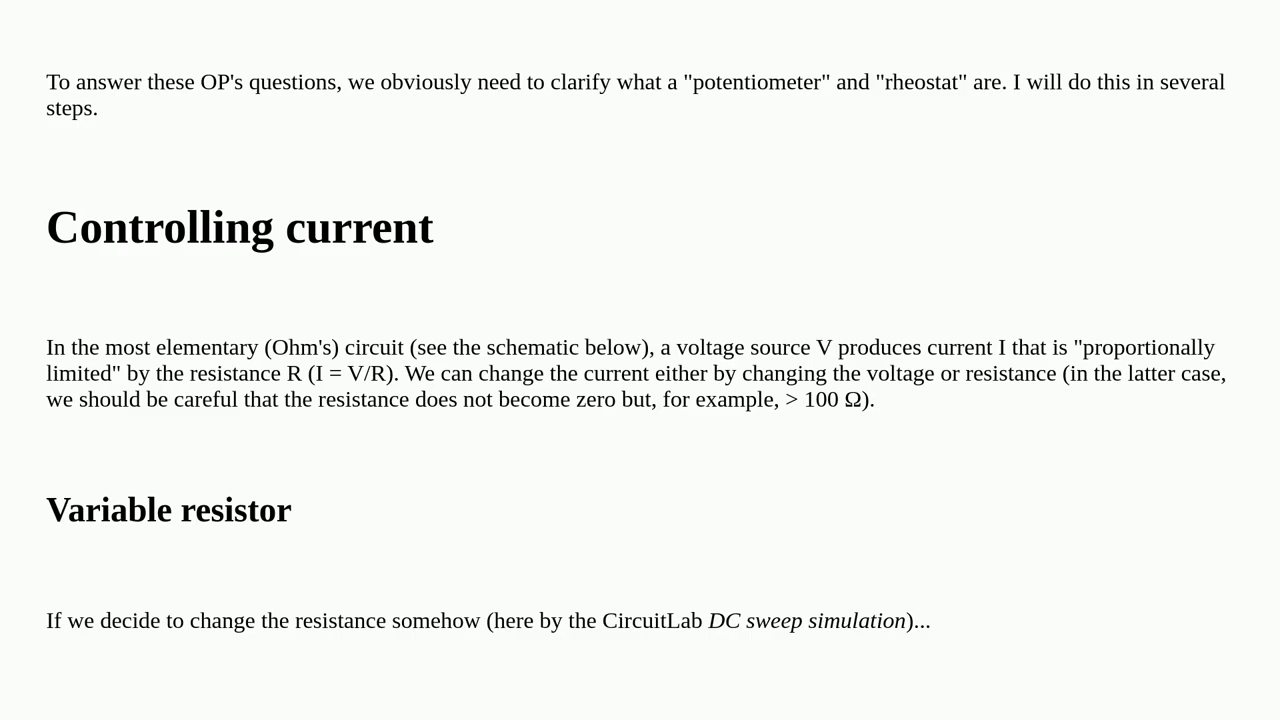 To answer these OP's questions, we obviously need to clarify what a "potentiometer" and "rheostat" are. I will do this in several
steps.
Controlling current
In the most elementary (Ohm's) circuit (see the schematic below), a voltage source V produces current I that is "proportionally
limited" by the resistance R (I = V/R). We can change the current either by changing the voltage or resistance (in the latter case,
we should be careful that the resistance does not become zero but, for example, > 100 Ω).
Variable resistor
If we decide to change the resistance somehow (here by the CircuitLab DC sweep simulation)...